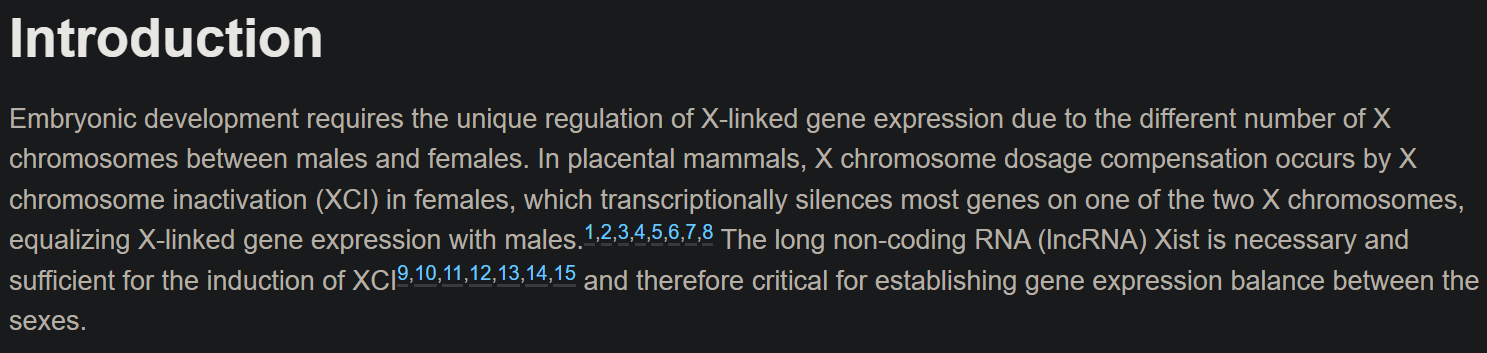 Introduction
Embryonic development requires the unique regulation of X-linked gene expression due to the different number of X
chromosomes between males and females. In placental mammals, X chromosome dosage compensation occurs by X
chromosome inactivation (XCI) in females, which transcriptionally silences most genes on one of the two X chromosomes,
equalizing X-linked gene expression with males.1,2,3,4,5,6,7,8 The long non-coding RNA (lncRNA) Xist is necessary and
sufficient for the induction of XCI9,10,11,12,13,14,15 and therefore critical for establishing gene expression balance between the
sexes.